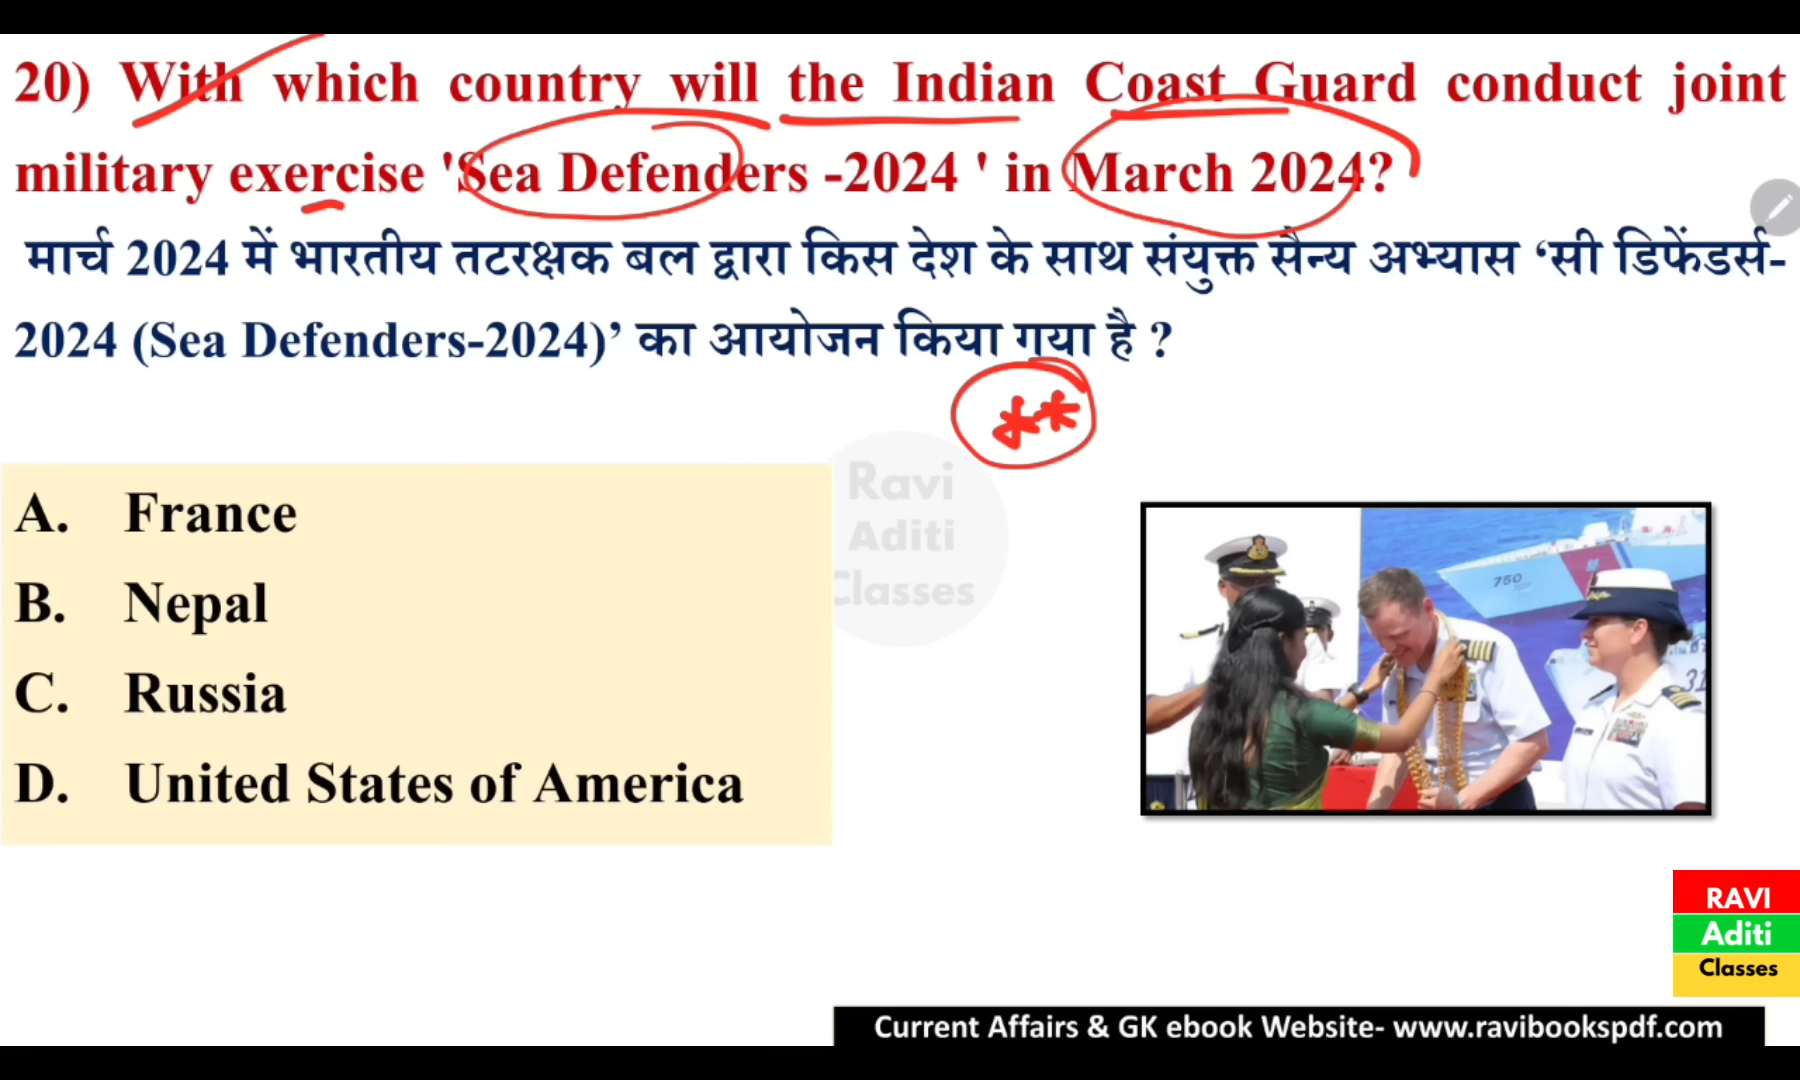 20) With which country will the Indian Coast Guard conduct joint
military exercise 'Sea Defenders -2024 ' in March 2024?
मार्च 2024 में भारतीय तटरक्षक बल द्वारा किस देश के साथ संयुक्त सैन्य अभ्यास ‘सी डिफेंडर्स-
2024 (Sea Defenders-2024)’ का आयोजन किया गया है ?
**
Ravi
Aditi
Classes
A. France
B. Nepal
C. Russia
D. United States of America
750
31
RAVI
Aditi
Classes
Current Affairs & GK ebook Website- www.ravibookspdf.com